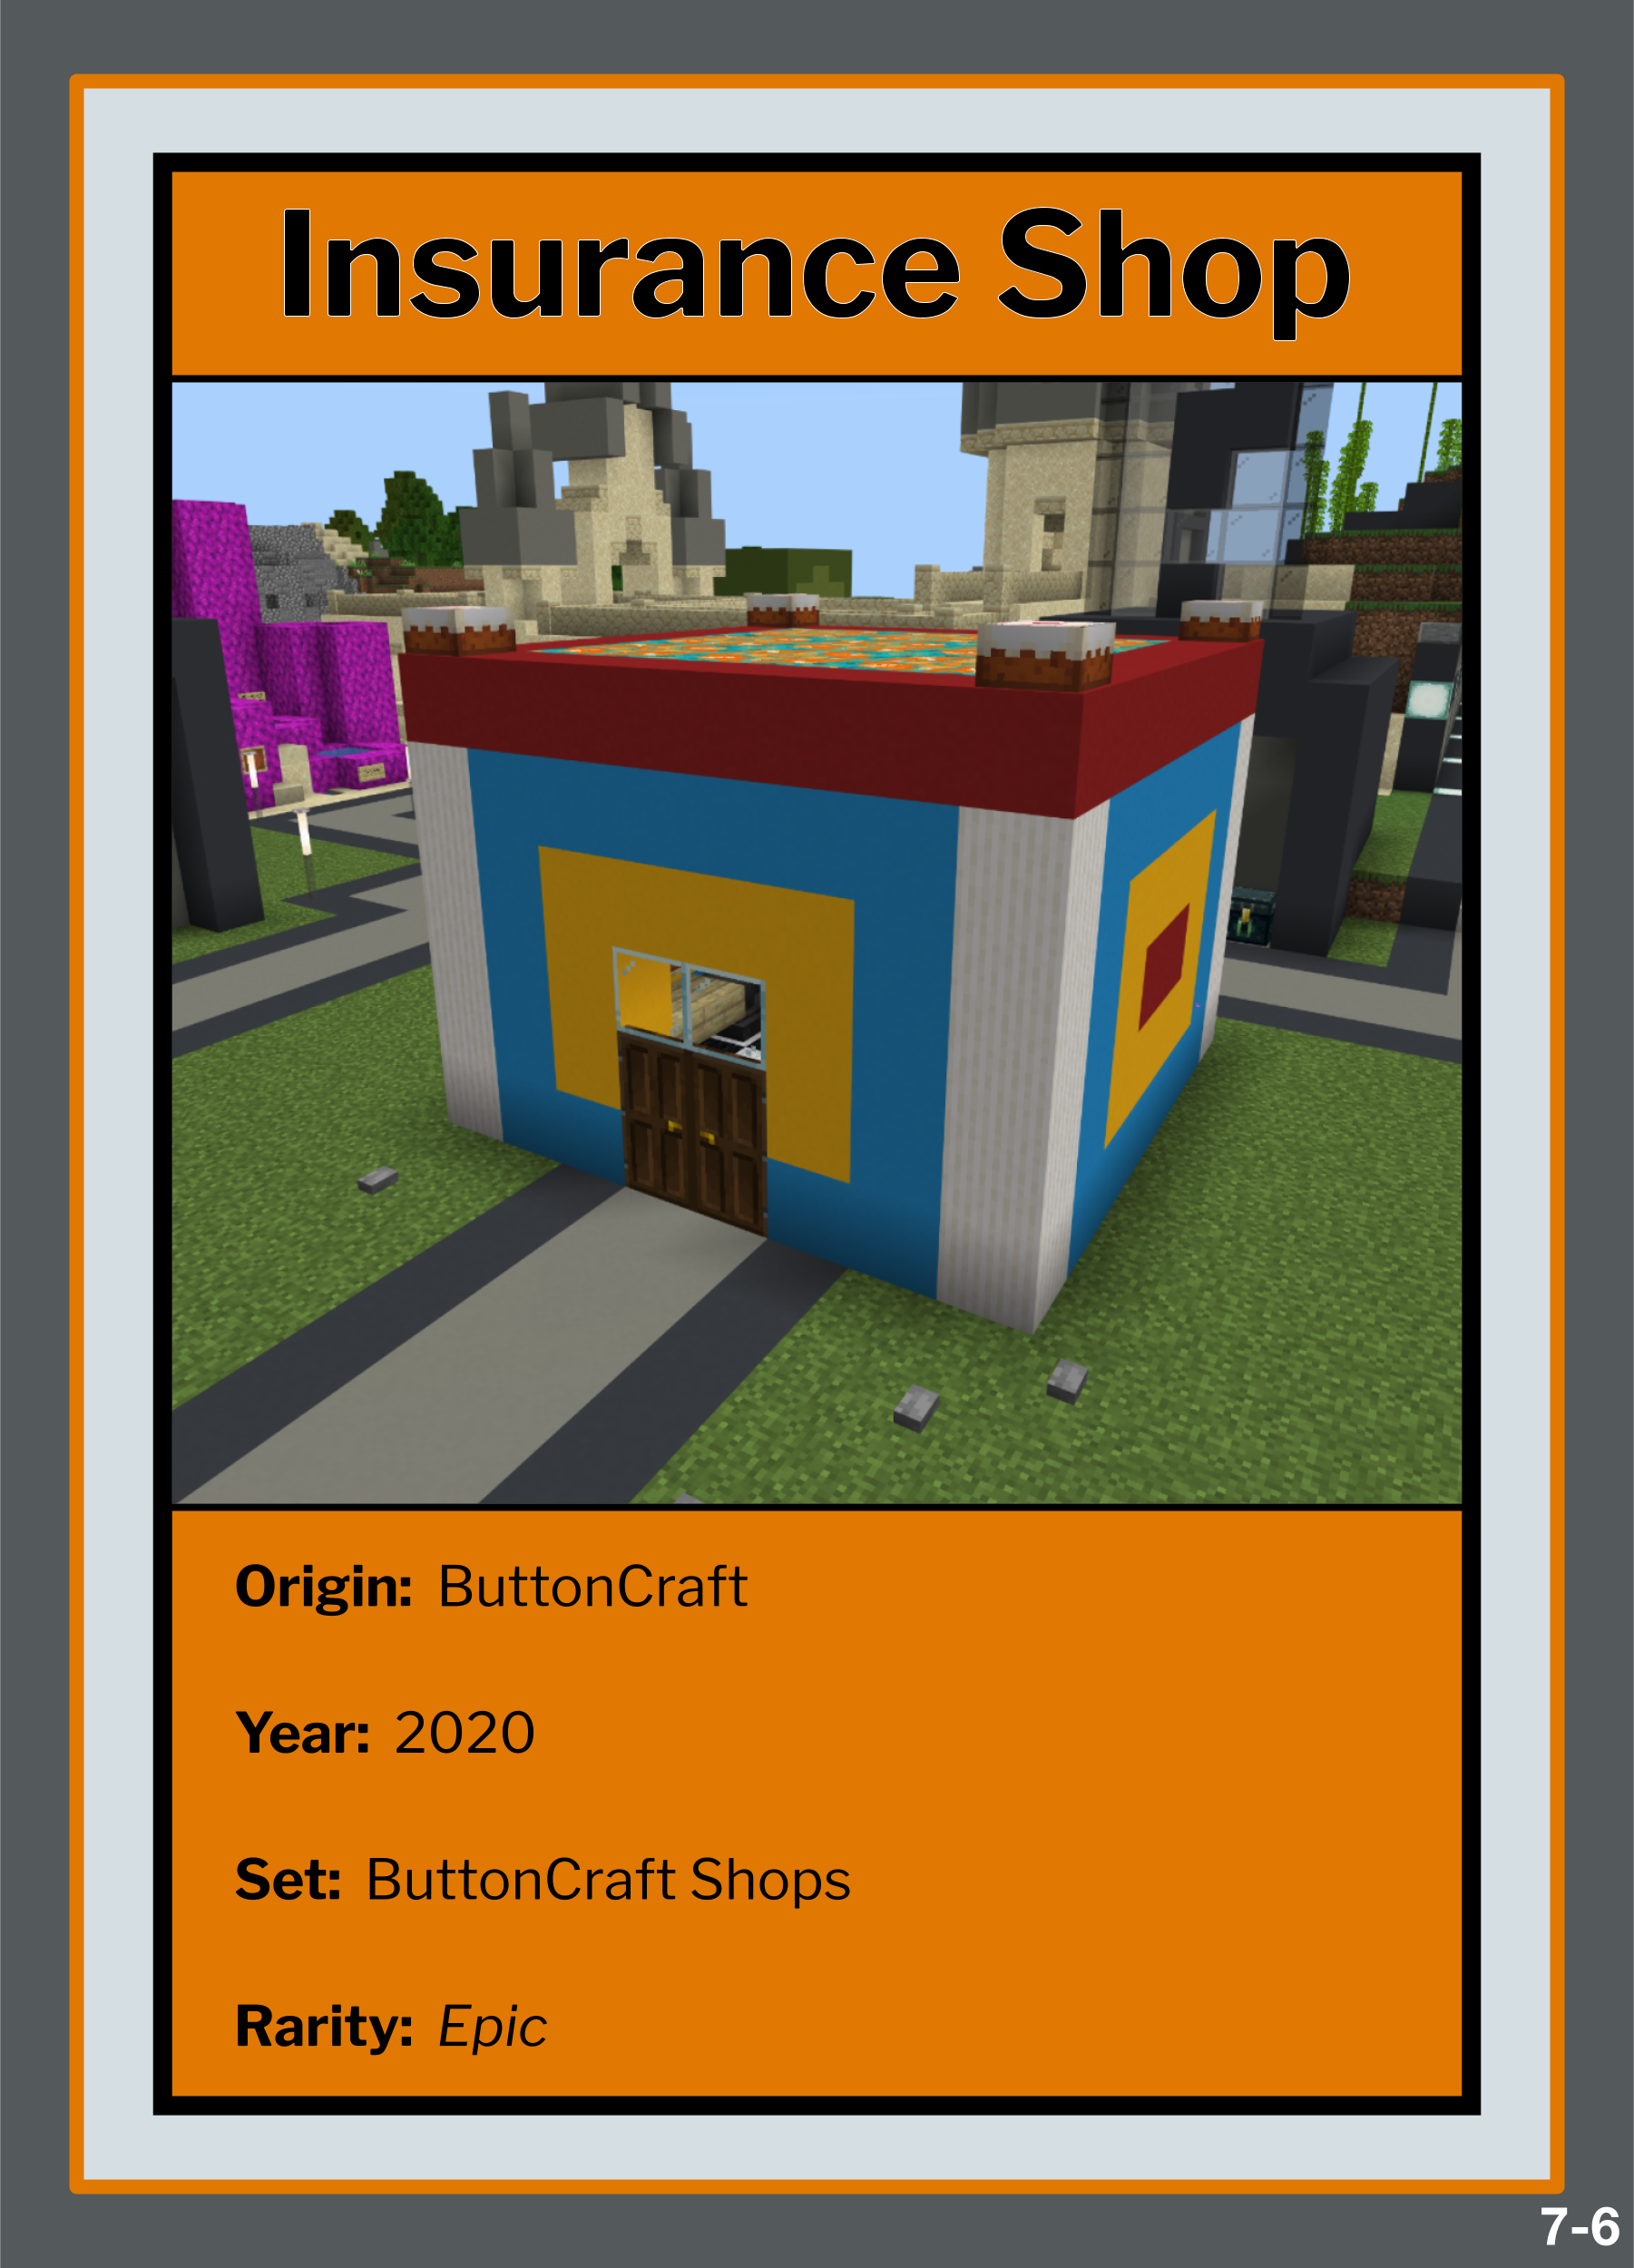 Insurance Shop
Origin: ButtonCraft
Year: 2020
Set: ButtonCraft Shops
Rarity: Epic
7-6